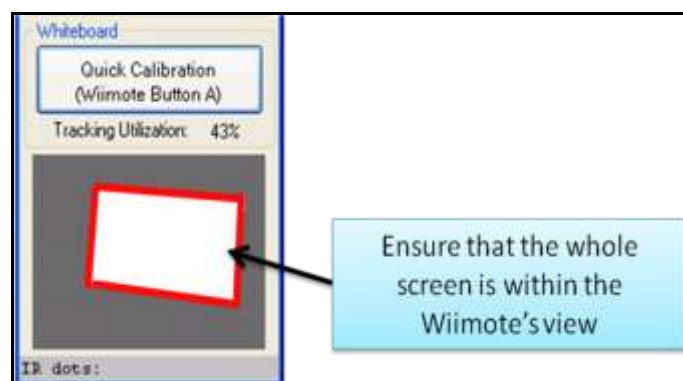 Whiteboard
Quick Calibration
(Wiimote Button A)
Tracking Utilization: 43%
Ensure that the whole
screen is within the
Wiimote's view
IR dots: